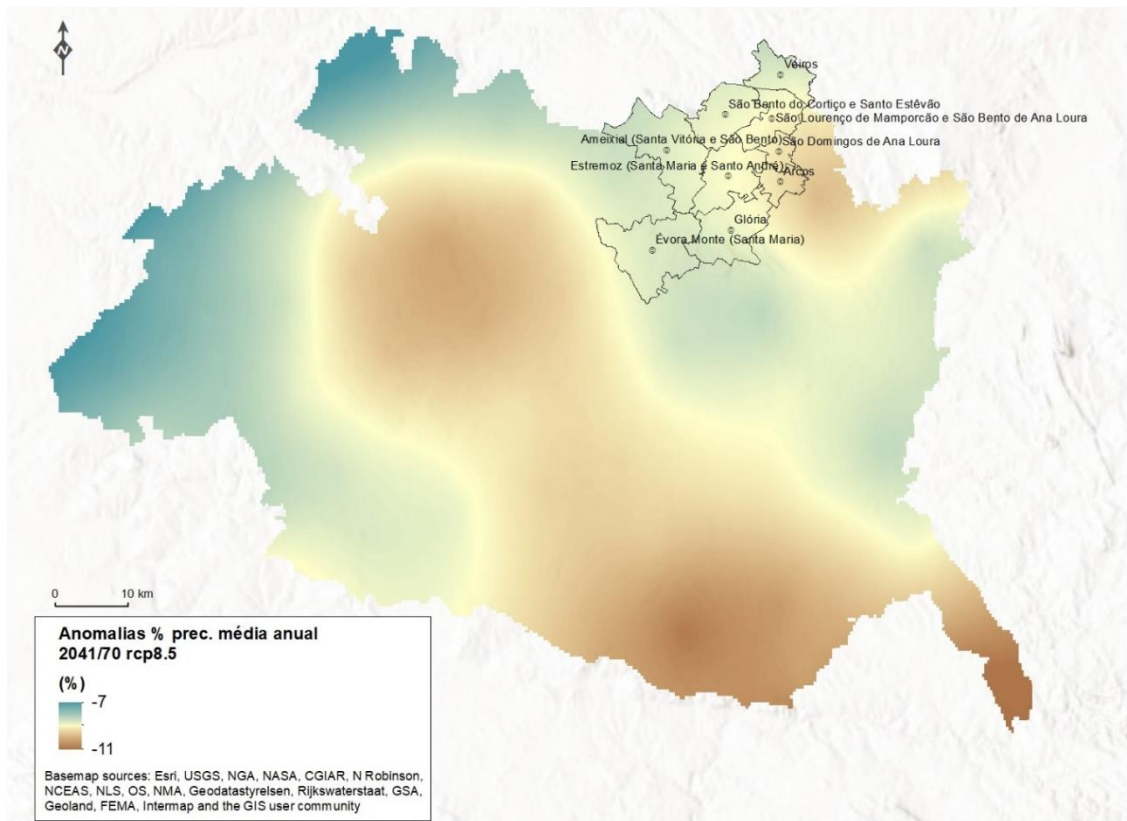 N
Veiros
São Bento do Cortiço e Santo Estêvão
São Lourenço de Mamporcão e São Bento de Ana Loura
Ameixial (Santa Vitória e São Bento)
São Domingos de Ana Loura
Estremoz (Santa Maria e Santo André)
Arcos
Glória
Évora Monte (Santa Maria)
0 10 km
Anomalias % prec. média anual
2041/70 rcp8.5
(%)
-7
-11
Basemap sources: Esri, USGS, NGA, NASA, CGIAR, N Robinson,
NCEAS, NLS, OS, NMA, Geodatastyrelsen, Rijkswaterstaat, GSA,
Geoland, FEMA, Intermap and the GIS user community